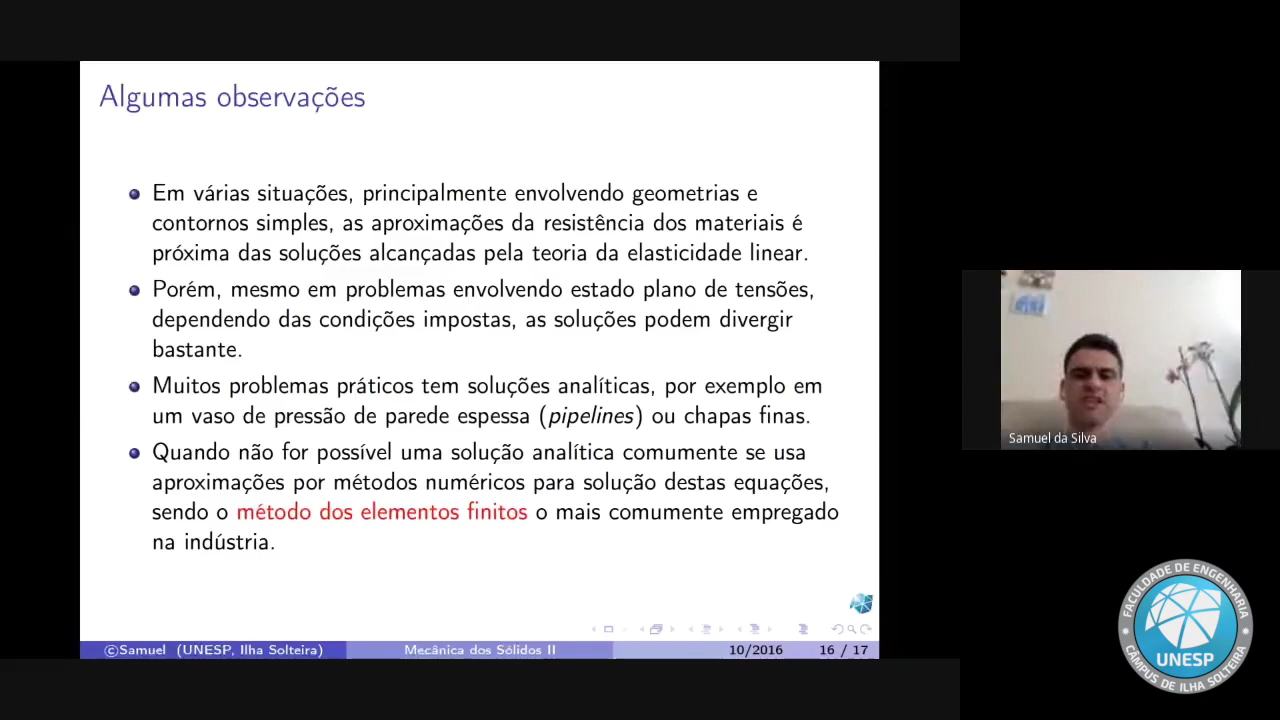 Algumas observações
Em várias situações, principalmente envolvendo geometrias e
contornos simples, as aproximações da resistência dos materiais é
próxima das soluções alcançadas pela teoria da elasticidade linear.
Porém, mesmo em problemas envolvendo estado plano de tensões,
dependendo das condições impostas, as soluções podem divergir
bastante.
Muitos problemas práticos tem soluções analíticas, por exemplo em
um vaso de pressão de parede espessa (pipelines) ou chapas finas.
Quando não for possível uma solução analítica comumente se usa
aproximações por métodos numéricos para solução destas equações,
sendo o método dos elementos finitos o mais comumente empregado
na indústria.
©Samuel (UNESP, Ilha Solteira) Mecânica dos Sólidos II 10/2016 16 / 17
Samuel da Silva
FACULDADE DE ENGENHARIA
UNESP
CÂMPUS DE ILHA SOLTEIRA